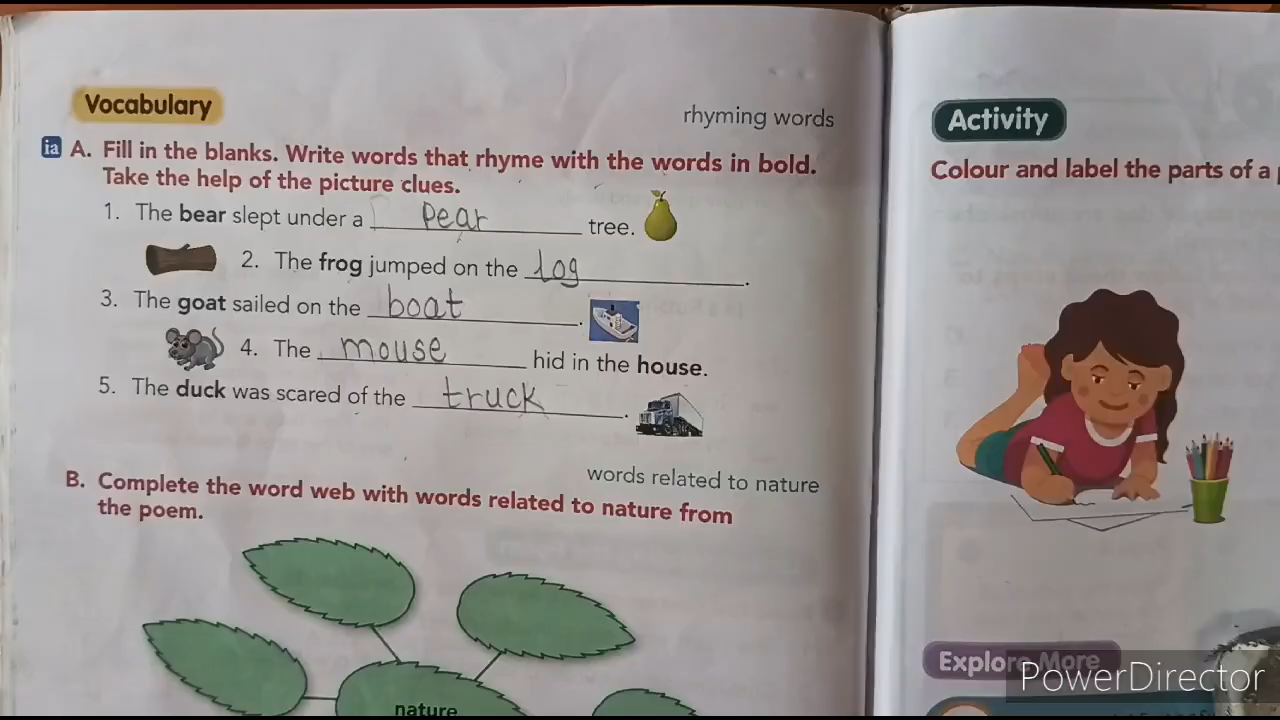 Vocabulary
rhyming words
ia A. Fill in the blanks. Write words that rhyme with the words in bold.
Take the help of the picture clues.
1. The bear slept under a pear tree.
2. The frog jumped on the log.
3. The goat sailed on the boat.
4. The mouse hid in the house.
5. The duck was scared of the truck.
words related to nature
B. Complete the word web with words related to nature from
the poem.
nature
Activity
Colour and label the parts of a
Explore More
PowerDirector